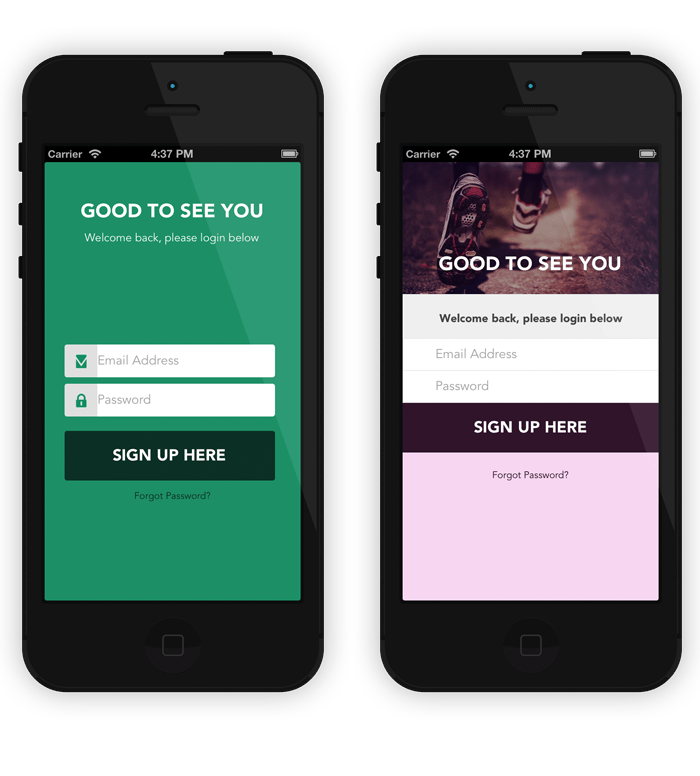 Carrier 4:37 PM
GOOD TO SEE YOU
Welcome back, please login below
Email Address
Password
SIGN UP HERE
Forgot Password?
Carrier 4:37 PM
GOOD TO SEE YOU
Welcome back, please login below
Email Address
Password
SIGN UP HERE
Forgot Password?